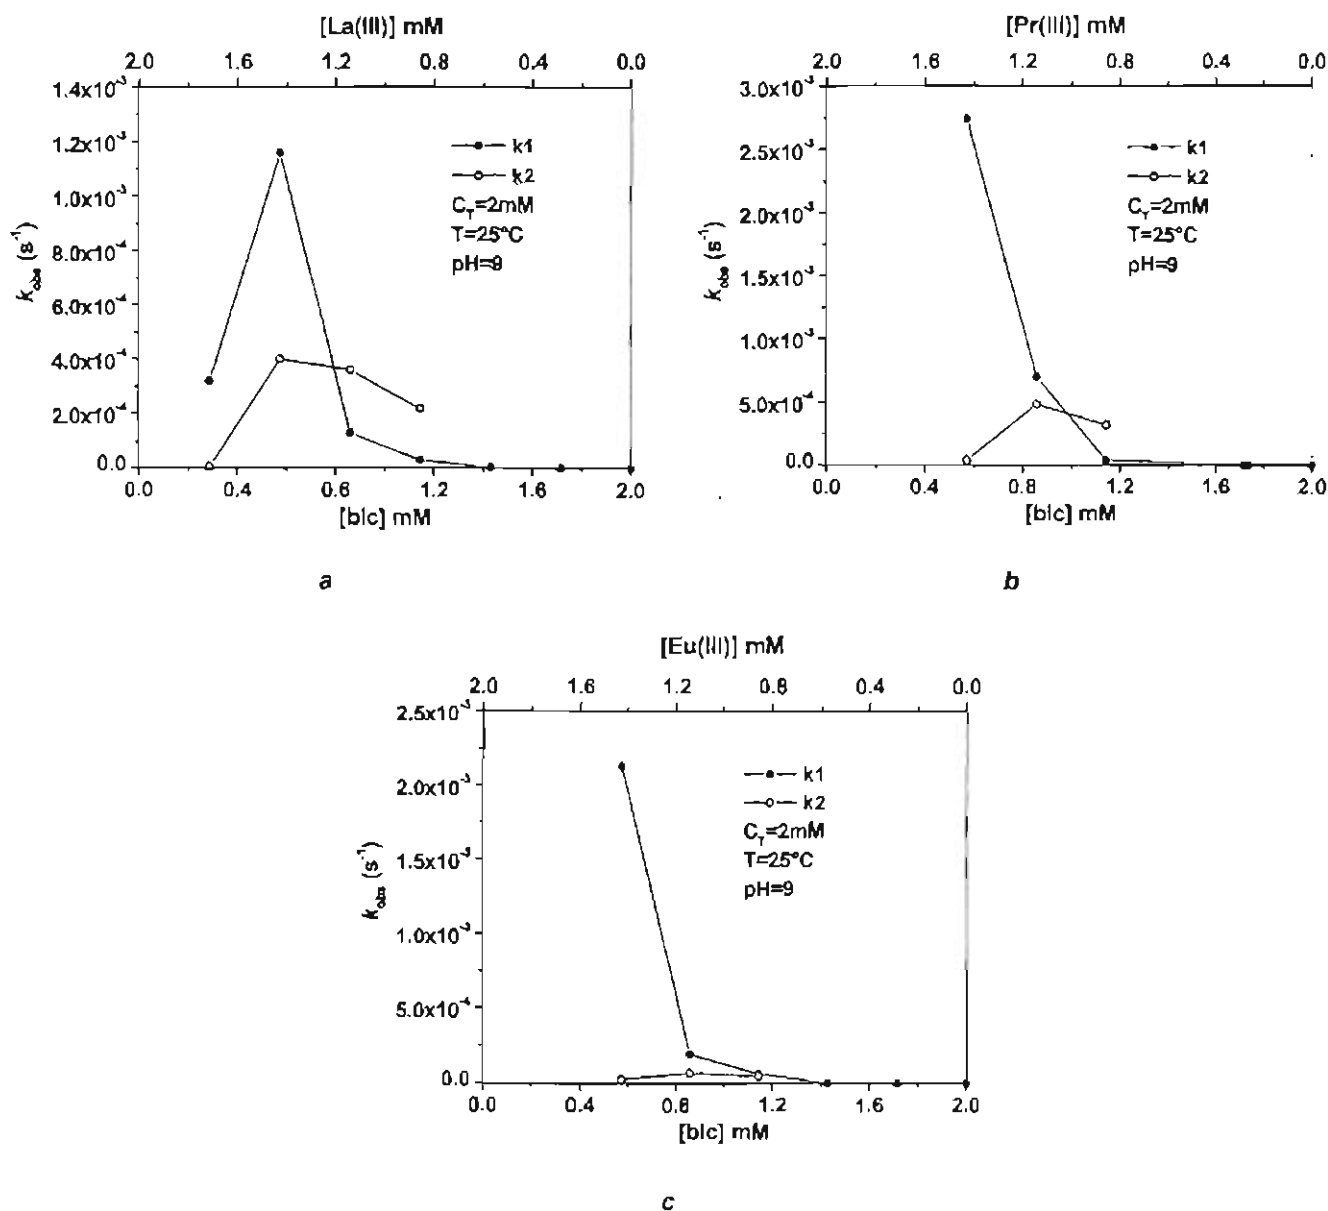 [La(III)] mM
2.0 1.6 1.2 0.8 0.4 0.0
1.4x10⁻³
1.2x10⁻³
1.0x10⁻³
8.0x10⁻⁴
6.0x10⁻⁴
4.0x10⁻⁴
2.0x10⁻⁴
0.0
k_obs (s⁻¹)
k1
k2
C_T=2mM
T=25°C
pH=9
0.0 0.4 0.8 1.2 1.6 2.0
[bic] mM
a
[Pr(III)] mM
2.0 1.6 1.2 0.8 0.4 0.0
3.0x10⁻³
2.5x10⁻³
2.0x10⁻³
1.5x10⁻³
1.0x10⁻³
5.0x10⁻⁴
0.0
k_obs (s⁻¹)
k1
k2
C_T=2mM
T=25°C
pH=9
0.0 0.4 0.8 1.2 1.6 2.0
[bic] mM
b
[Eu(III)] mM
2.0 1.6 1.2 0.8 0.4 0.0
2.5x10⁻³
2.0x10⁻³
1.5x10⁻³
1.0x10⁻³
5.0x10⁻⁴
0.0
k_obs (s⁻¹)
k1
k2
C_T=2mM
T=25°C
pH=9
0.0 0.4 0.8 1.2 1.6 2.0
[bic] mM
c